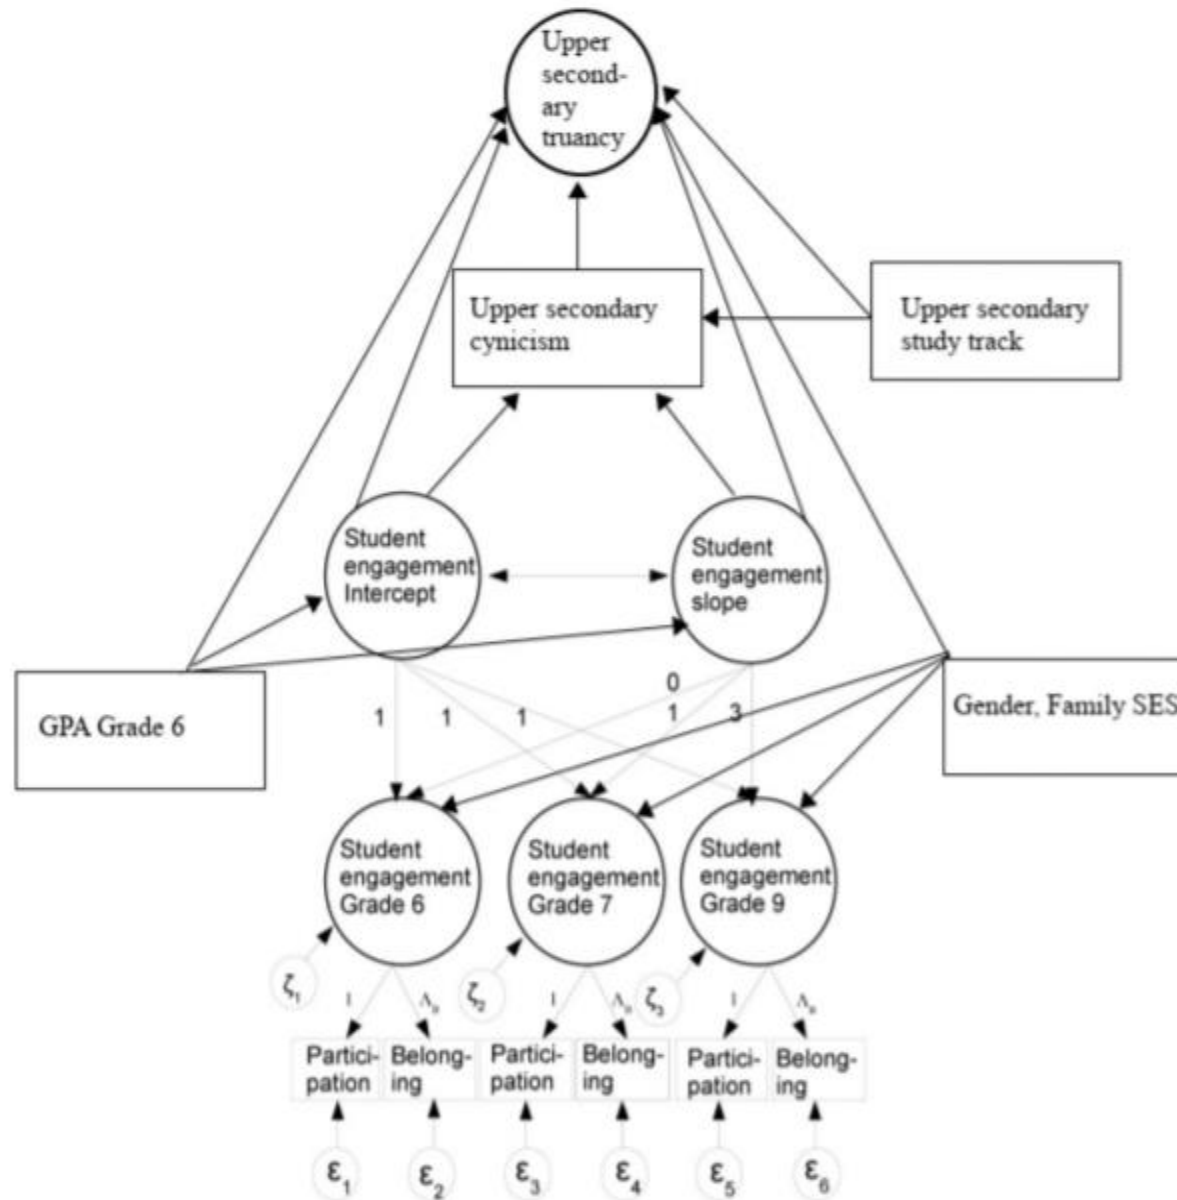 Upper
second-
ary
truancy
Upper secondary
cynicism
Upper secondary
study track
Student
engagement
Intercept
Student
engagement
slope
GPA Grade 6
Gender, Family SES
1 1 1
0
1 3
Student
engagement
Grade 6
Student
engagement
Grade 7
Student
engagement
Grade 9
ζ1
ζ2
ζ3
1
1
1
Partici-
pation
Belong-
ing
Partici-
pation
Belong-
ing
Partici-
pation
Belong-
ing
ε1
ε2
ε3
ε4
ε5
ε6